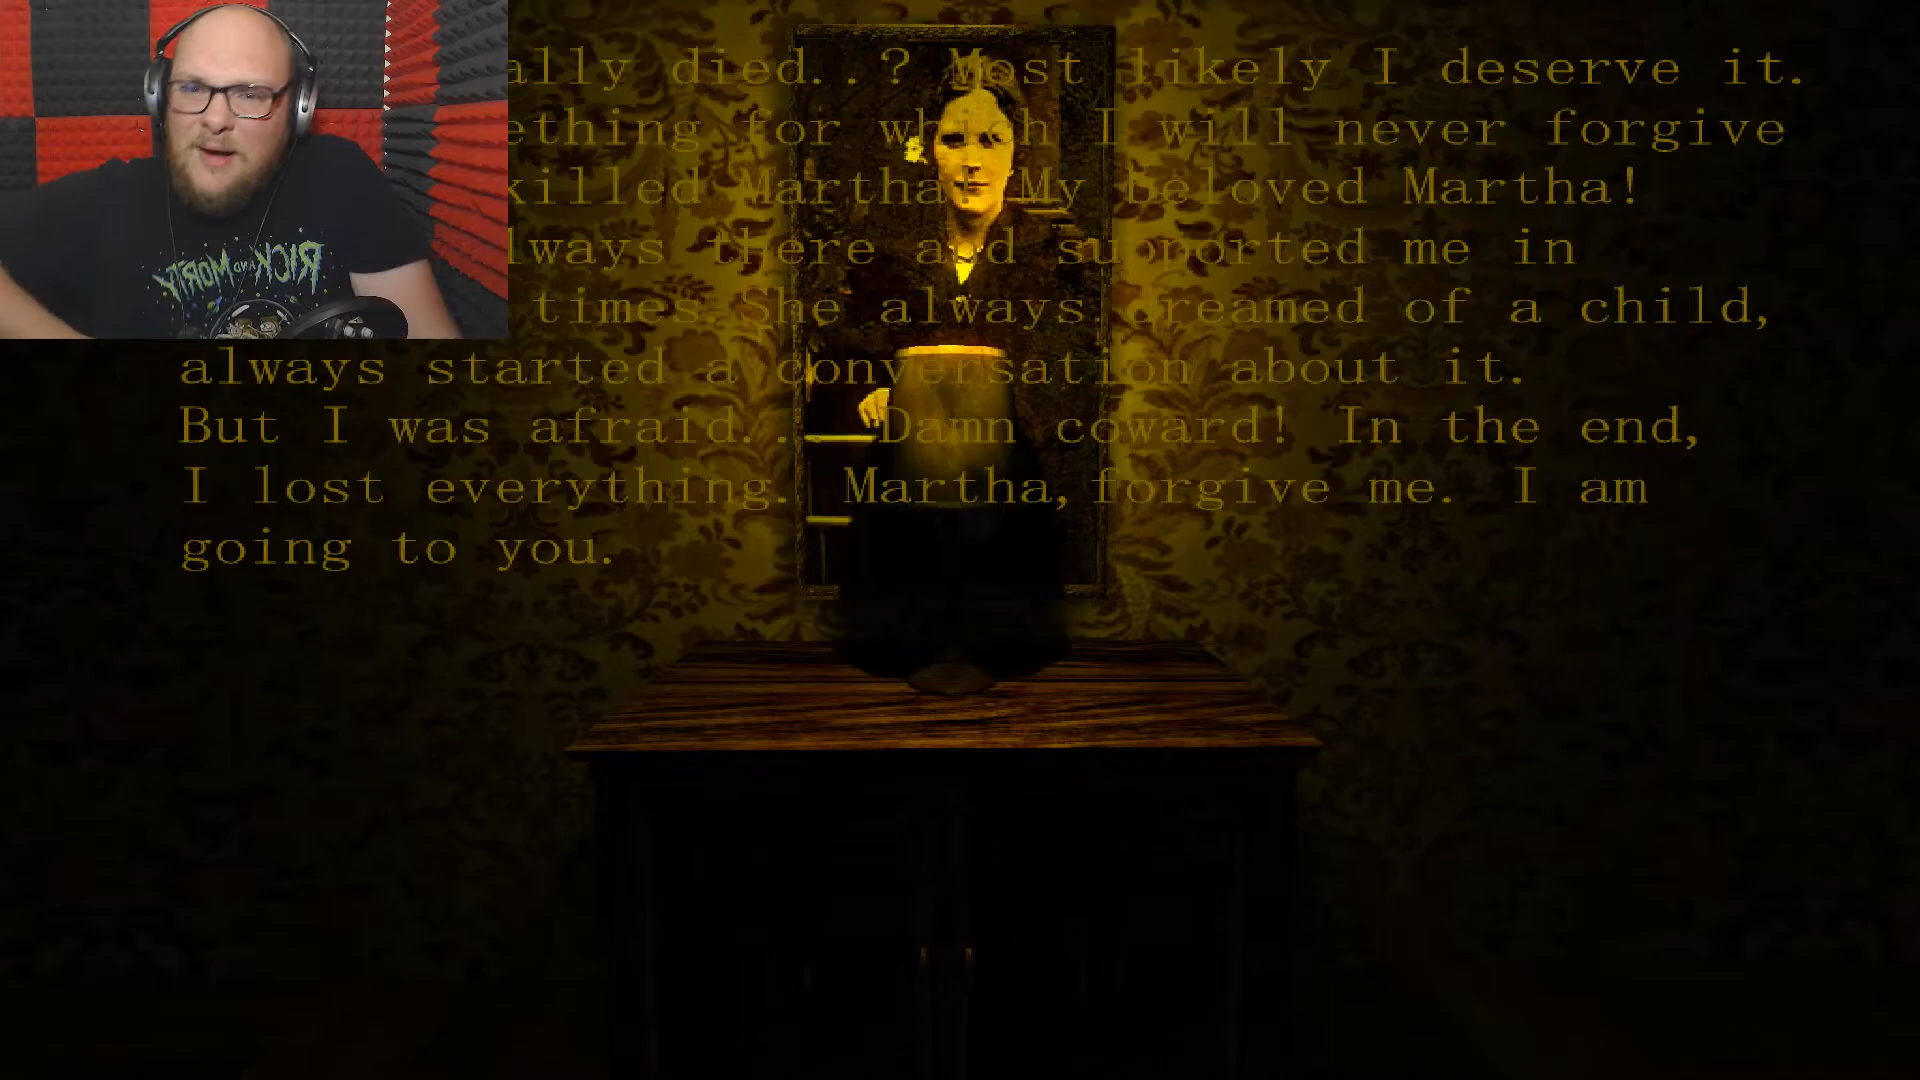 RICK AND MORTY
ally died..? Most likely I deserve it.
ething for which I will never forgive
killed Martha! My beloved Martha!
lways there and supported me in
times She always dreamed of a child,
always started a conversation about it.
But I was afraid... Damn coward! In the end,
I lost everything. Martha,forgive me. I am
going to you.